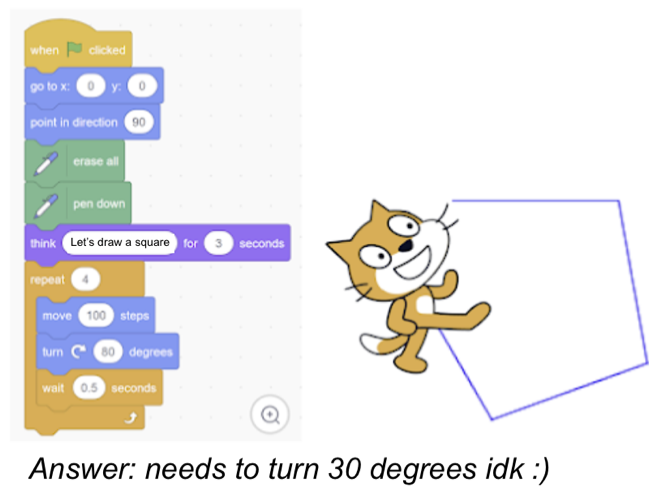 when clicked
go to x: 0 y: 0
point in direction 90
erase all
pen down
think Let's draw a square for 3 seconds
repeat 4
move 100 steps
turn 80 degrees
wait 0.5 seconds
Answer: needs to turn 30 degrees idk :)